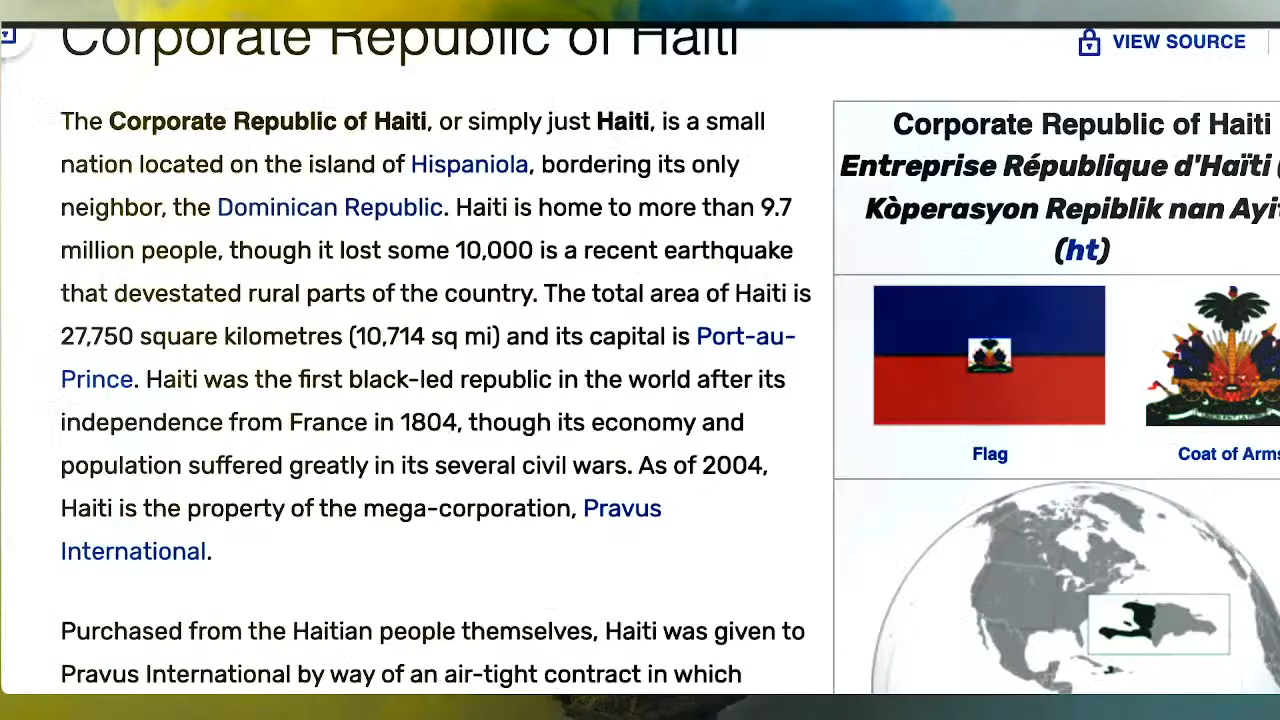 Corporate Republic of Haiti
VIEW SOURCE
The Corporate Republic of Haiti, or simply just Haiti, is a small
nation located on the island of Hispaniola, bordering its only
neighbor, the Dominican Republic. Haiti is home to more than 9.7
million people, though it lost some 10,000 is a recent earthquake
that devestated rural parts of the country. The total area of Haiti is
27,750 square kilometres (10,714 sq mi) and its capital is Port-au-
Prince. Haiti was the first black-led republic in the world after its
independence from France in 1804, though its economy and
population suffered greatly in its several civil wars. As of 2004,
Haiti is the property of the mega-corporation, Pravus
International.
Purchased from the Haitian people themselves, Haiti was given to
Pravus International by way of an air-tight contract in which
Corporate Republic of Haiti
Entreprise République d'Haïti (
Kòperasyon Repiblik nan Ayit
(ht)
Flag
Coat of Arms